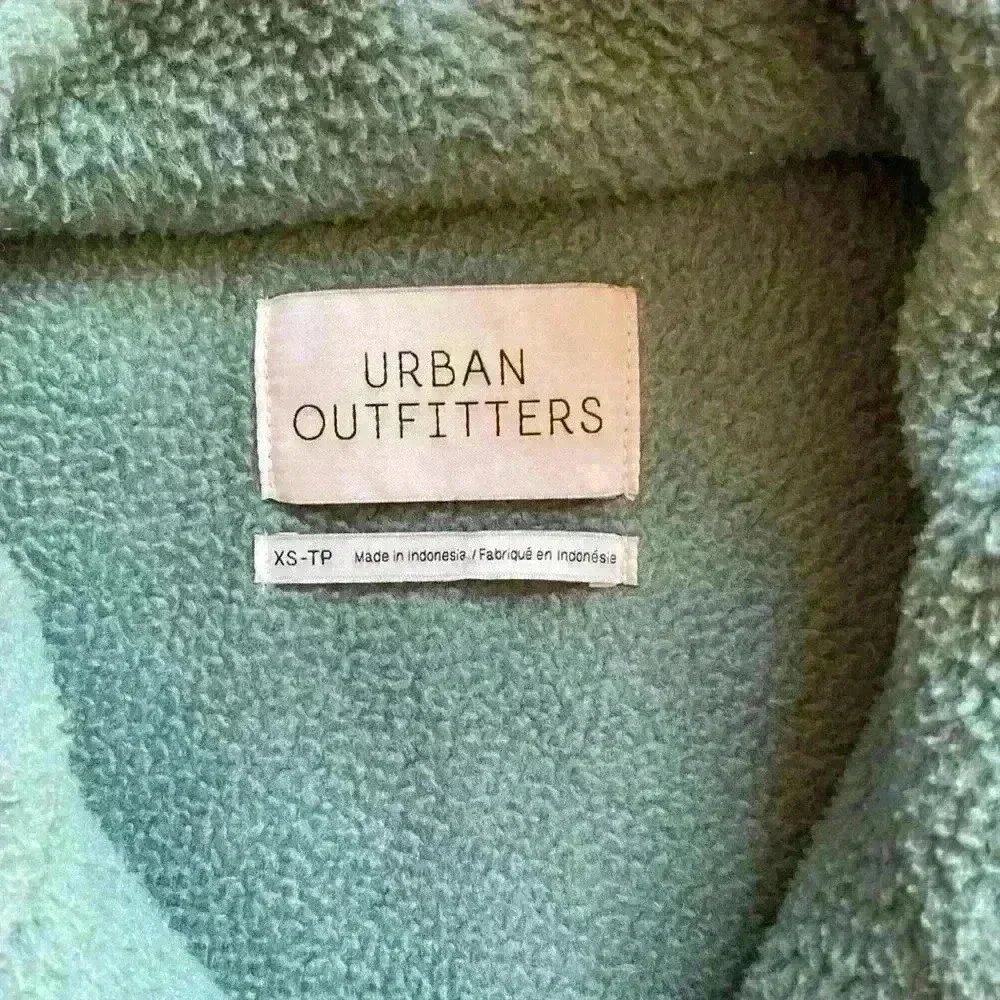 URBAN
OUTFITTERS
XS-TP Made in Indonesia / Fabriqué en Indonésie